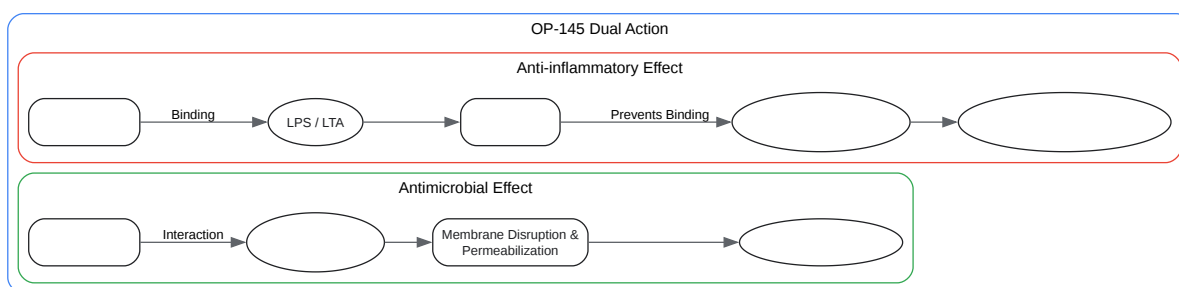 OP-145 Dual Action
Anti-inflammatory Effect
Binding
LPS / LTA
Prevents Binding
Antimicrobial Effect
Interaction
Membrane Disruption &
Permeabilization